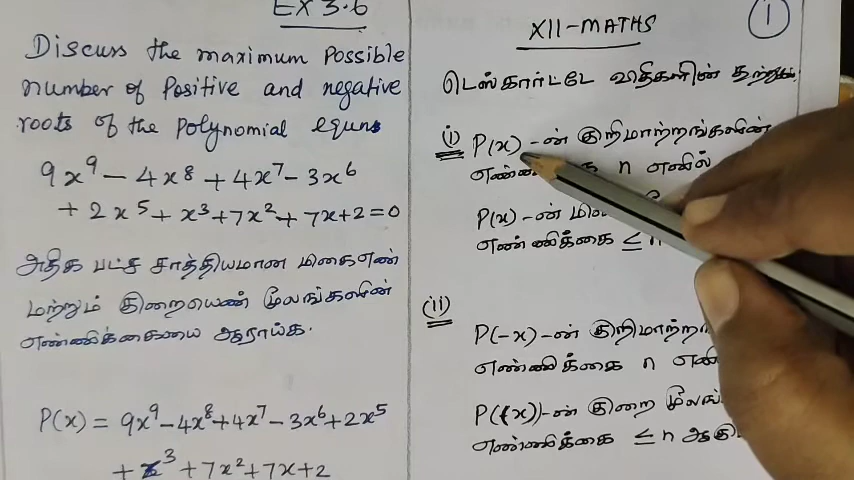 EX 3.6
Discuss the maximum Possible
number of Positive and negative
roots of the Polynomial equns
9x⁹ - 4x⁸ + 4x⁷ - 3x⁶
+ 2x⁵ + x³ + 7x² + 7x + 2 = 0
அதிக பட்ச சாத்தியமான மிகைஎண்
மற்றும் குறையெண் மூலங்களின்
எண்ணிக்கையை ஆராய்க.
P(x) = 9x⁹ - 4x⁸ + 4x⁷ - 3x⁶ + 2x⁵
+ x³ + 7x² + 7x + 2
1
XII - MATHS
டெஸ்கார்ட்டே விதிகளின்
(i) P(x) - ன் குறிமாற்றங்களின்
n எனில்
P(x) - ன்
எண்ணிக்கை ≤ n
(ii)
P(-x) - ன்
எண்ணிக்கை n
P(x) - ன் குறை
எண்ணிக்கை ≤ n